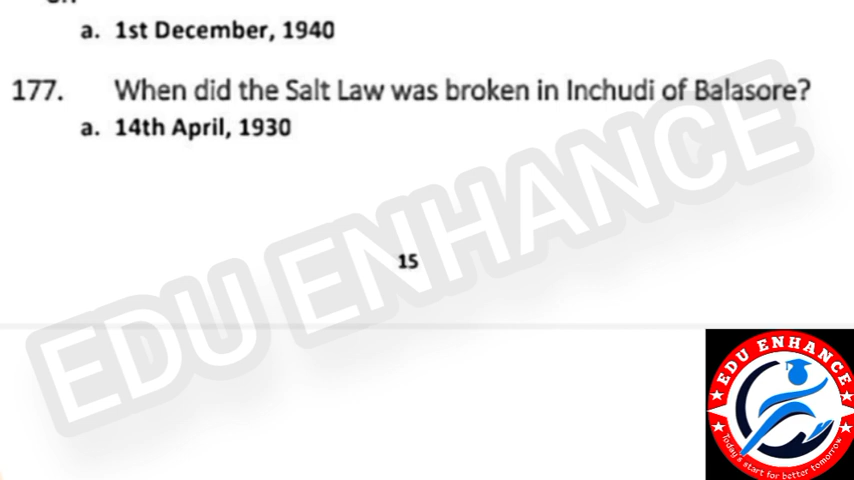 a. 1st December, 1940
177. When did the Salt Law was broken in Inchudi of Balasore?
a. 14th April, 1930
EDU ENHANCE
15
EDU ENHANCE
Today's start for better tomorrow